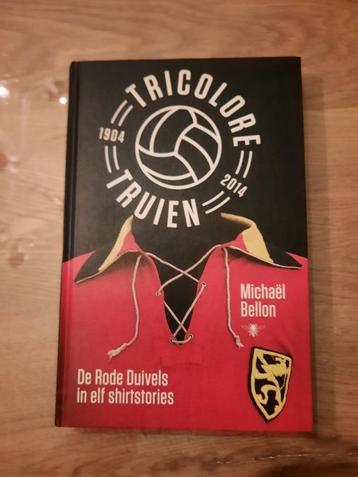 TRICOLORE
1904
2014
TRUIEN
Michaël
Bellon
De Rode Duivels
in elf shirtstories